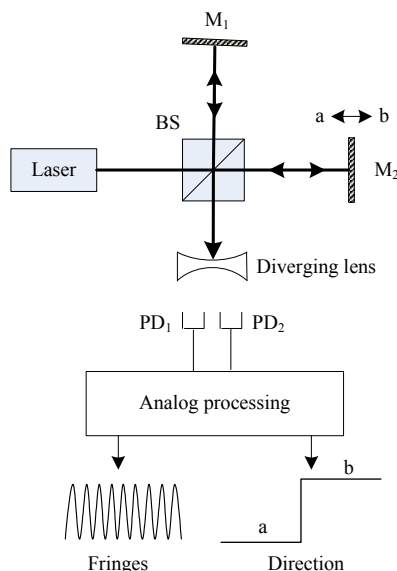 M1
BS
a b
Laser
M2
Diverging lens
PD1 PD2
Analog processing
b
a
Fringes Direction